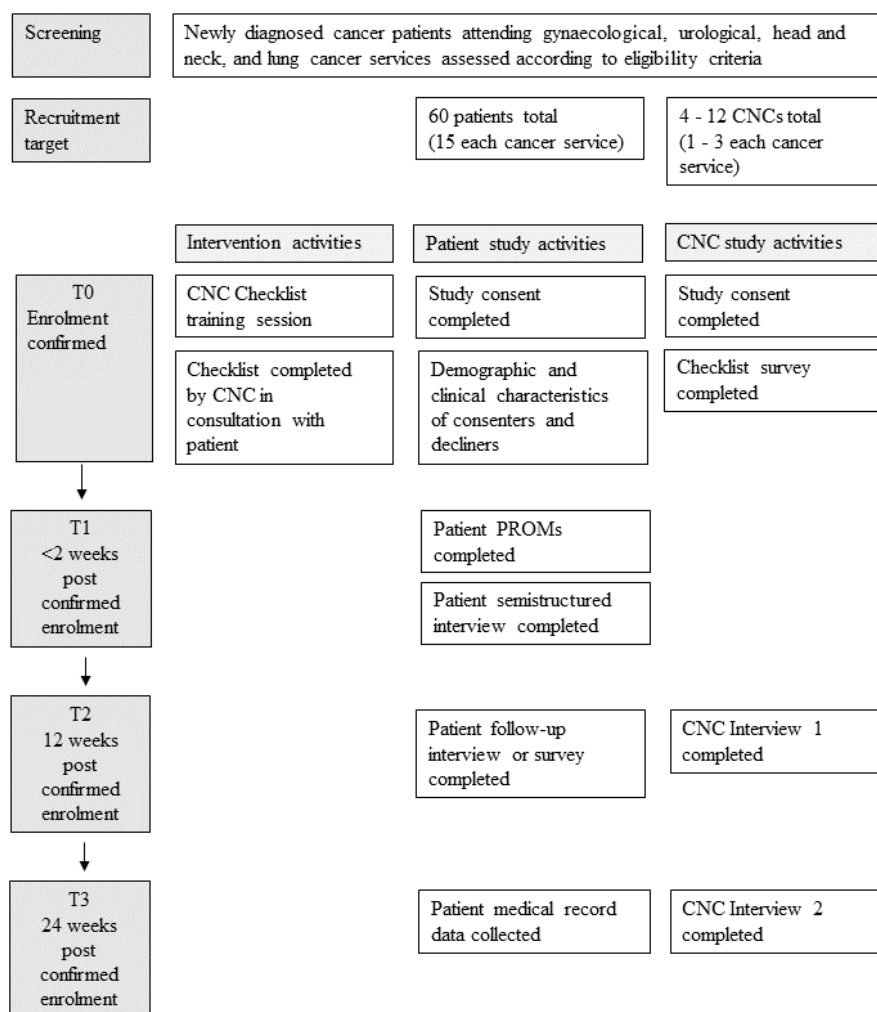 Screening
Newly diagnosed cancer patients attending gynaecological, urological, head and
neck, and lung cancer services assessed according to eligibility criteria
Recruitment
target
60 patients total
(15 each cancer service)
4 - 12 CNCs total
(1 - 3 each cancer
service)
Intervention activities
Patient study activities
CNC study activities
T0
Enrolment
confirmed
CNC Checklist
training session
Study consent
completed
Study consent
completed
Checklist completed
by CNC in
consultation with
patient
Demographic and
clinical characteristics
of consenters and
decliners
Checklist survey
completed
T1
<2 weeks
post
confirmed
enrolment
Patient PROMs
completed
Patient semistructured
interview completed
T2
12 weeks
post
confirmed
enrolment
Patient follow-up
interview or survey
completed
CNC Interview 1
completed
T3
24 weeks
post
confirmed
enrolment
Patient medical record
data collected
CNC Interview 2
completed